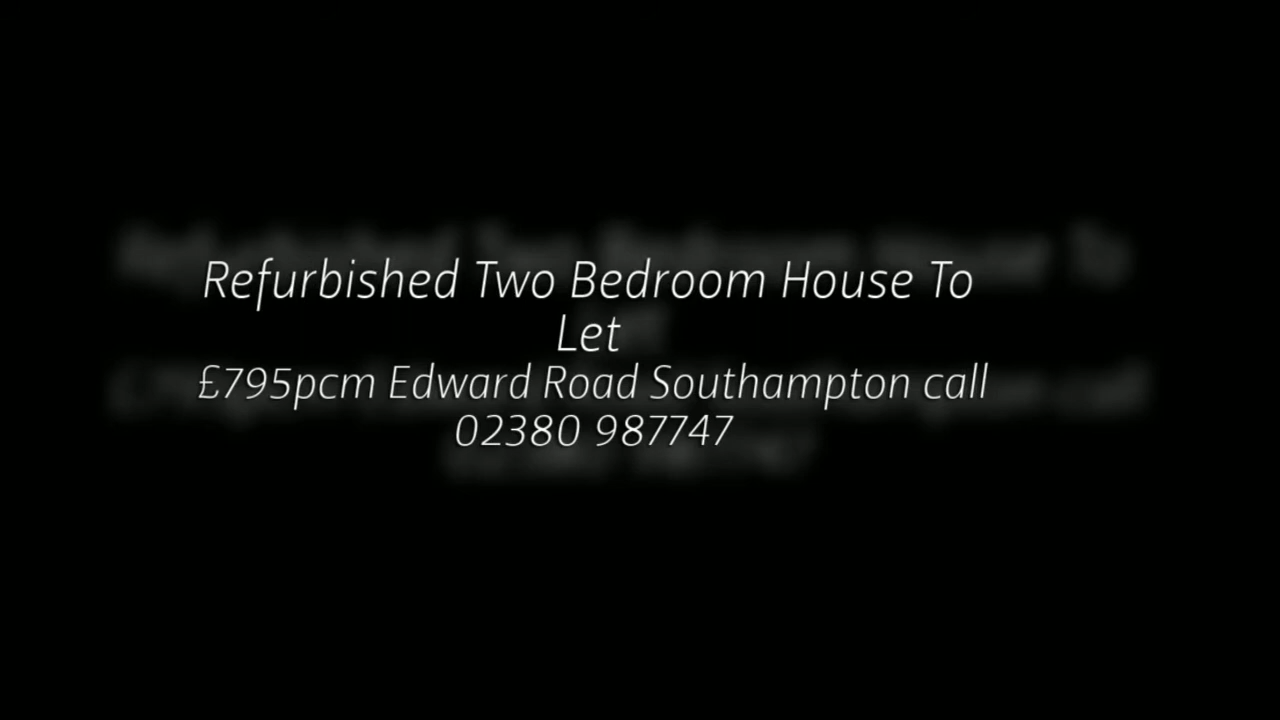 Refurbished Two Bedroom House To
Let
£795pcm Edward Road Southampton call
02380 987747